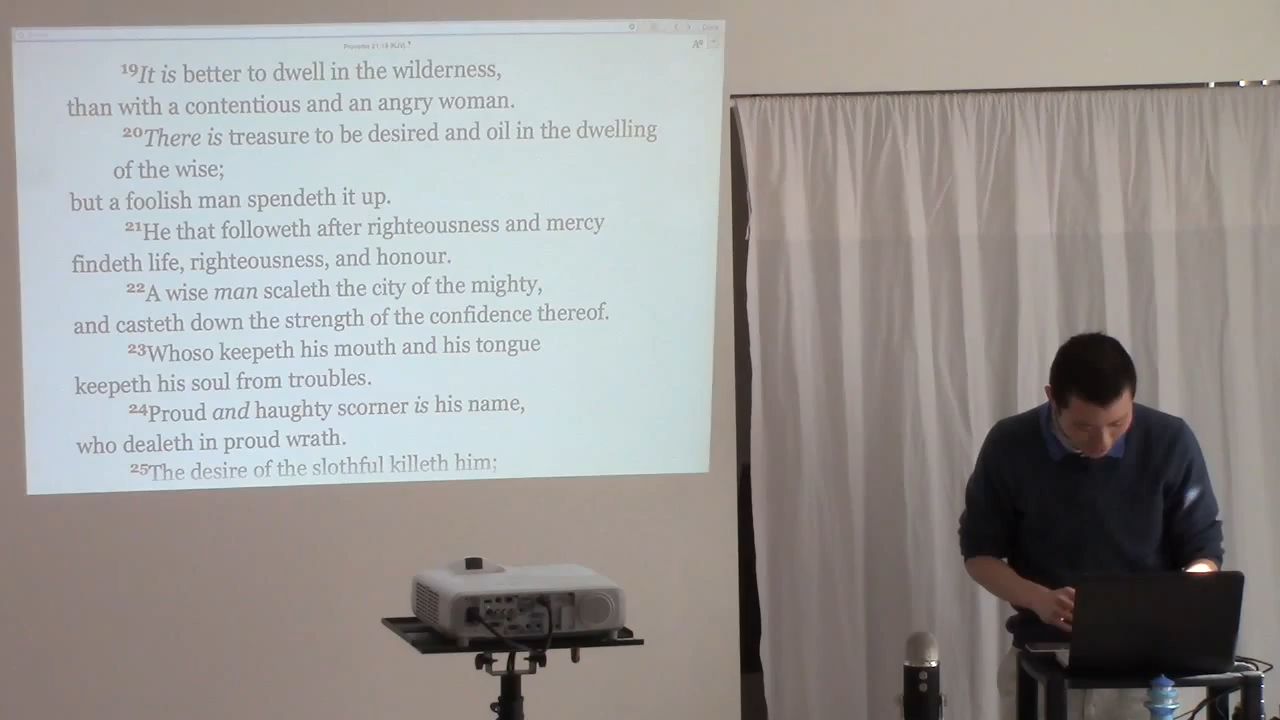 Proverbs 21:19 (KJV)
19It is better to dwell in the wilderness,
than with a contentious and an angry woman.
20There is treasure to be desired and oil in the dwelling
of the wise;
but a foolish man spendeth it up.
21He that followeth after righteousness and mercy
findeth life, righteousness, and honour.
22A wise man scaleth the city of the mighty,
and casteth down the strength of the confidence thereof.
23Whoso keepeth his mouth and his tongue
keepeth his soul from troubles.
24Proud and haughty scorner is his name,
who dealeth in proud wrath.
25The desire of the slothful killeth him;